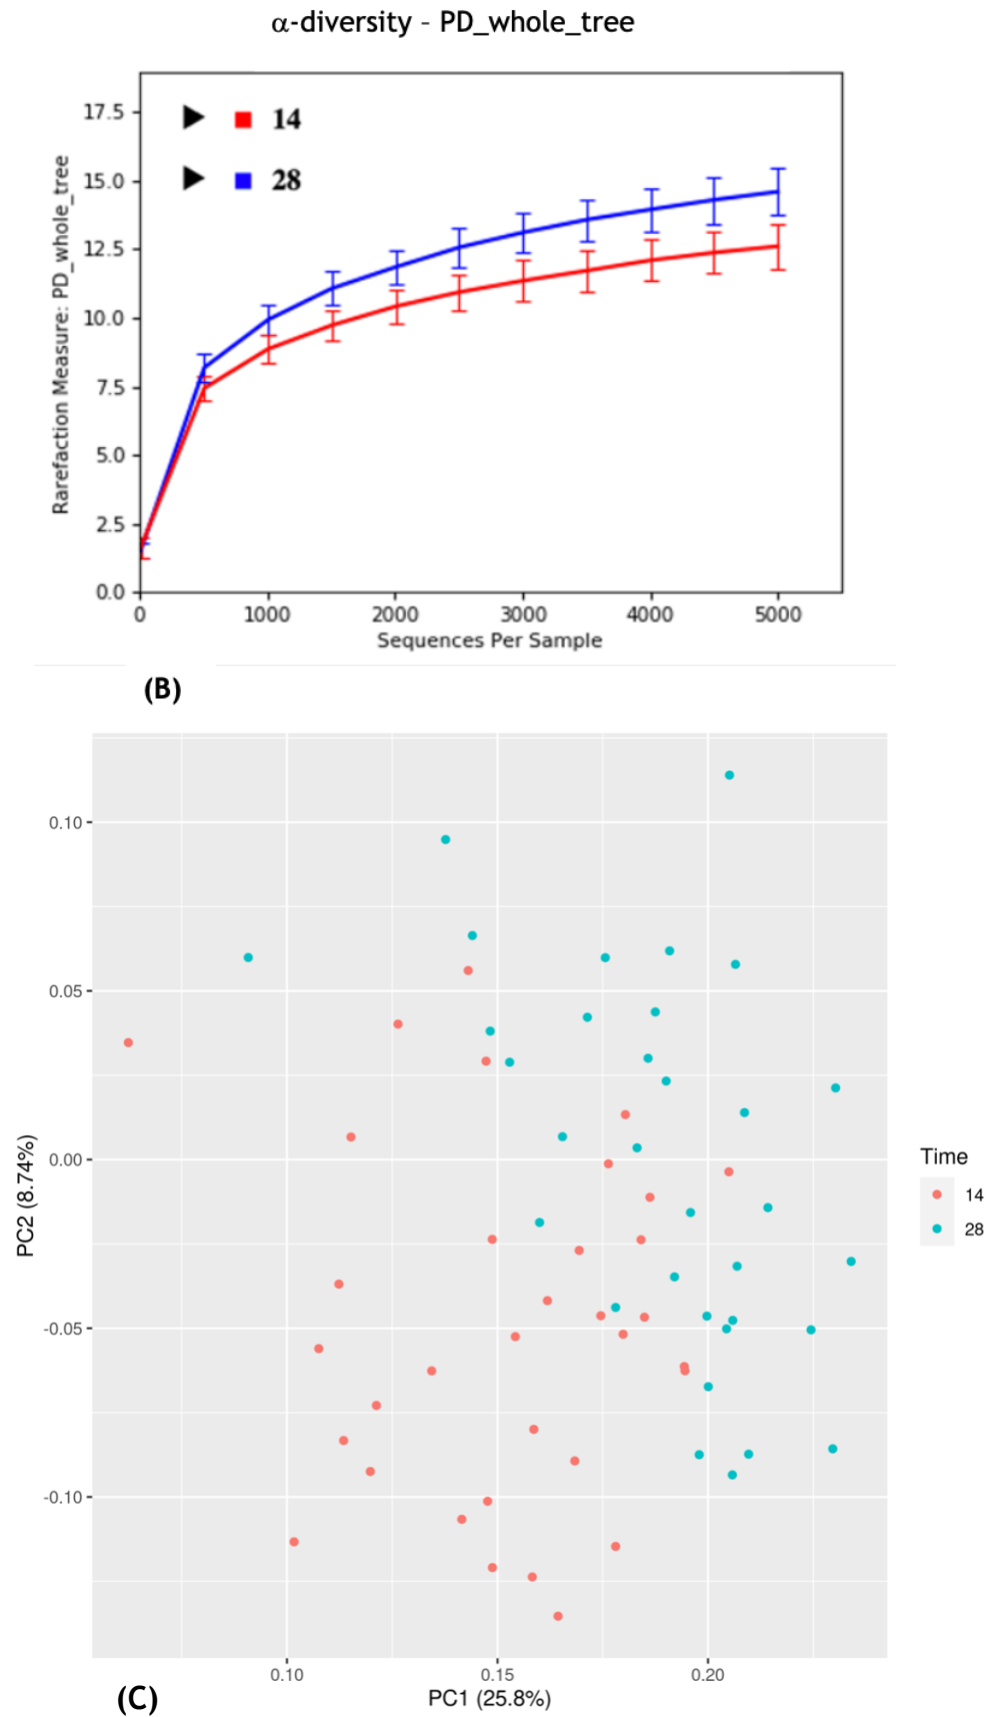 α-diversity - PD_whole_tree
Rarefaction Measure: PD_whole_tree
17.5
15.0
12.5
10.0
7.5
5.0
2.5
0.0
14
28
0 1000 2000 3000 4000 5000
Sequences Per Sample
(B)
PC2 (8.74%)
0.10
0.05
0.00
-0.05
-0.10
Time
14
28
0.10 0.15 0.20
PC1 (25.8%)
(C)